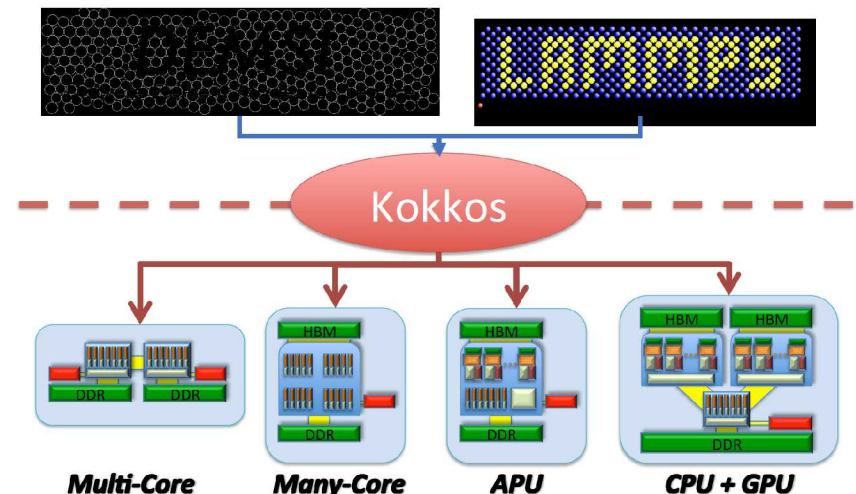 DEMSI
LAMMPS
Kokkos
HBM
HBM
HBM
HBM
DDR
DDR
DDR
DDR
DDR
Multi-Core
Many-Core
APU
CPU + GPU